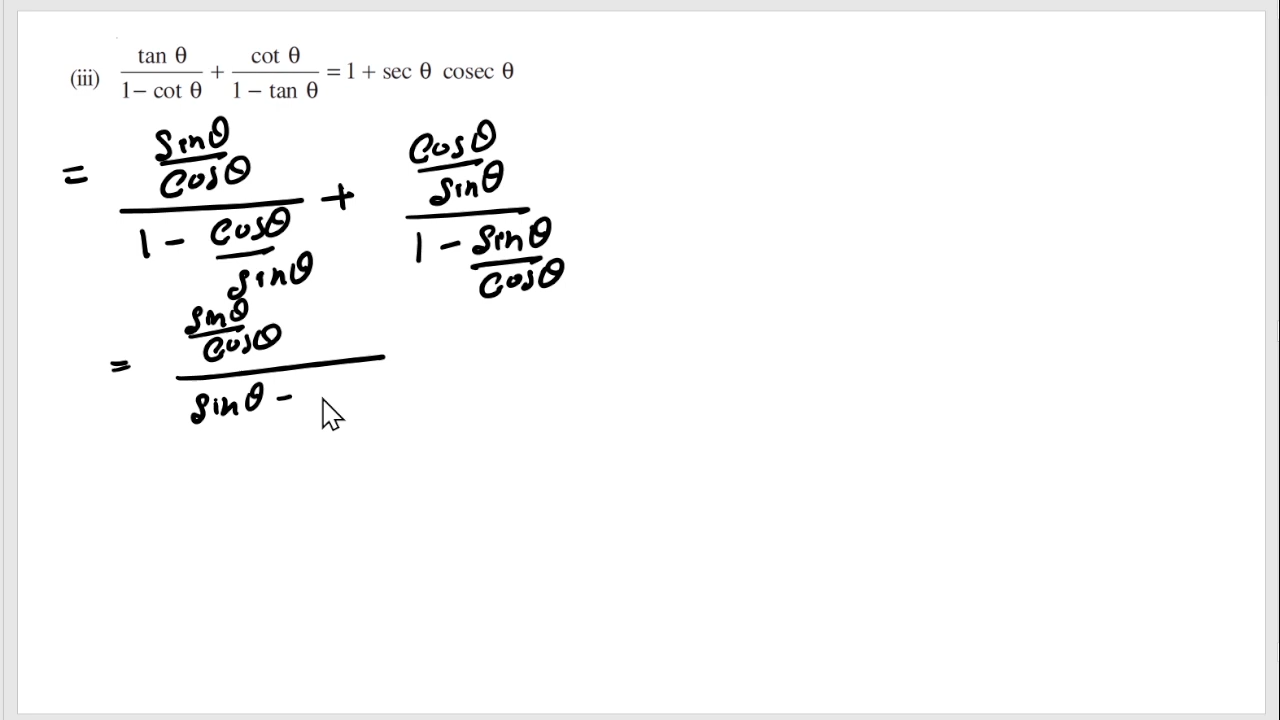 (iii) tan θ / 1 – cot θ + cot θ / 1 – tan θ = 1 + sec θ cosec θ
= (sinθ / cosθ) / (1 - cosθ / sinθ) + (cosθ / sinθ) / (1 - sinθ / cosθ)
= (sinθ / cosθ) / (sinθ -